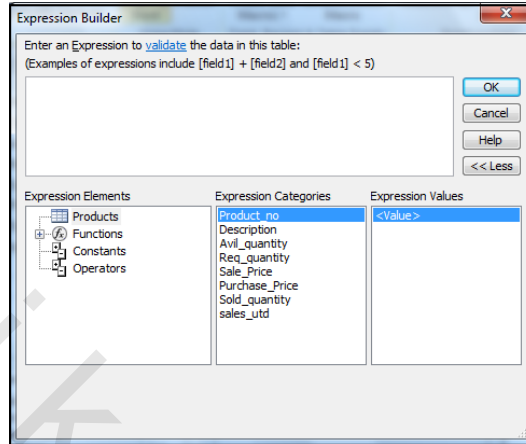 Expression Builder
Enter an Expression to validate the data in this table:
(Examples of expressions include [field1] + [field2] and [field1] < 5)
OK
Cancel
Help
<< Less
Expression Elements
Expression Categories
Expression Values
Products
Functions
Constants
Operators
Product_no
Description
Avil_quantity
Req_quantity
Sale_Price
Purchase_Price
Sold_quantity
sales_utd
<Value>